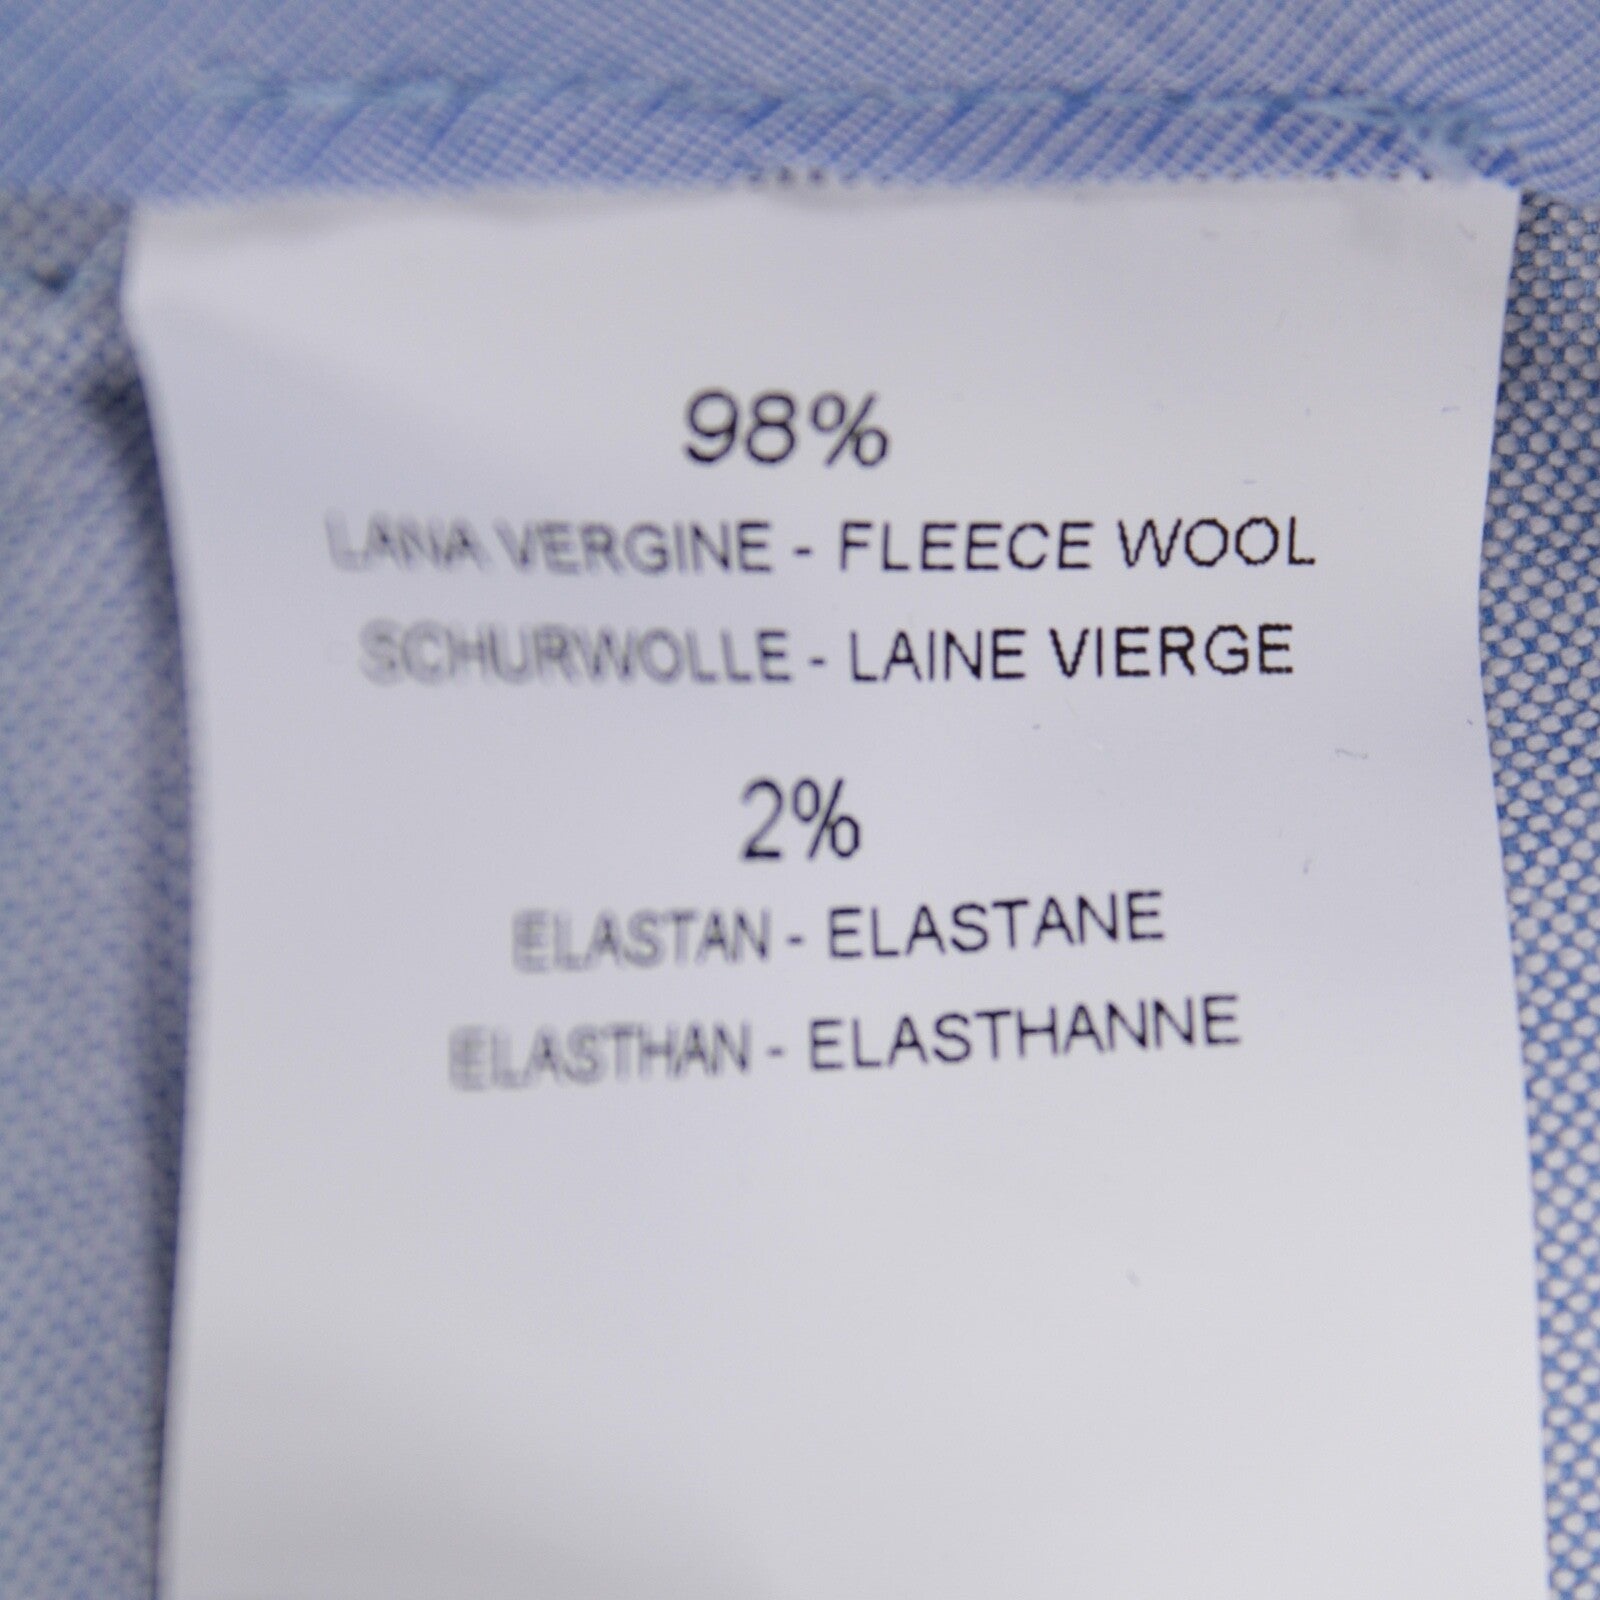 98%
LANA VERGINE - FLEECE WOOL
SCHURWOLLE - LAINE VIERGE
2%
ELASTAN - ELASTANE
ELASTHAN - ELASTHANNE